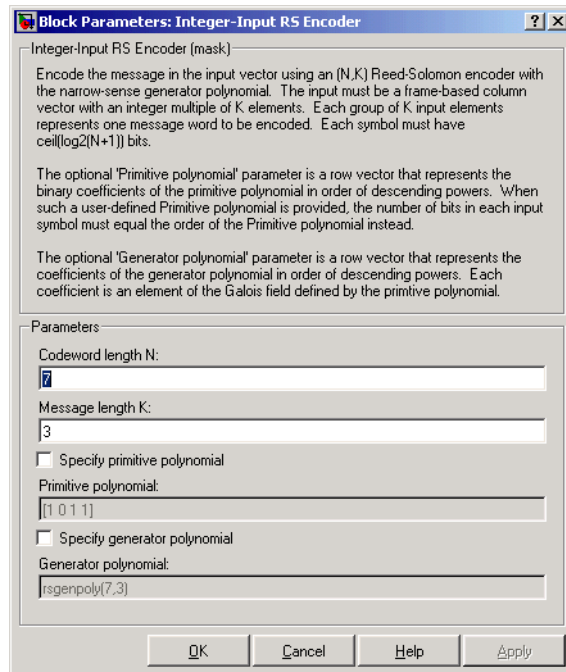 Block Parameters: Integer-Input RS Encoder
Integer-Input RS Encoder (mask)
Encode the message in the input vector using an (N,K) Reed-Solomon encoder with
the narrow-sense generator polynomial. The input must be a frame-based column
vector with an integer multiple of K elements. Each group of K input elements
represents one message word to be encoded. Each symbol must have
ceil(log2(N+1)) bits.
The optional 'Primitive polynomial' parameter is a row vector that represents the
binary coefficients of the primitive polynomial in order of descending powers. When
such a user-defined Primitive polynomial is provided, the number of bits in each input
symbol must equal the order of the Primitive polynomial instead.
The optional 'Generator polynomial' parameter is a row vector that represents the
coefficients of the generator polynomial in order of descending powers. Each
coefficient is an element of the Galois field defined by the primtive polynomial.
Parameters
Codeword length N:
7
Message length K:
3
Specify primitive polynomial
Primitive polynomial:
[1 0 1 1]
Specify generator polynomial
Generator polynomial:
rsgenpoly(7,3)
OK Cancel Help Apply